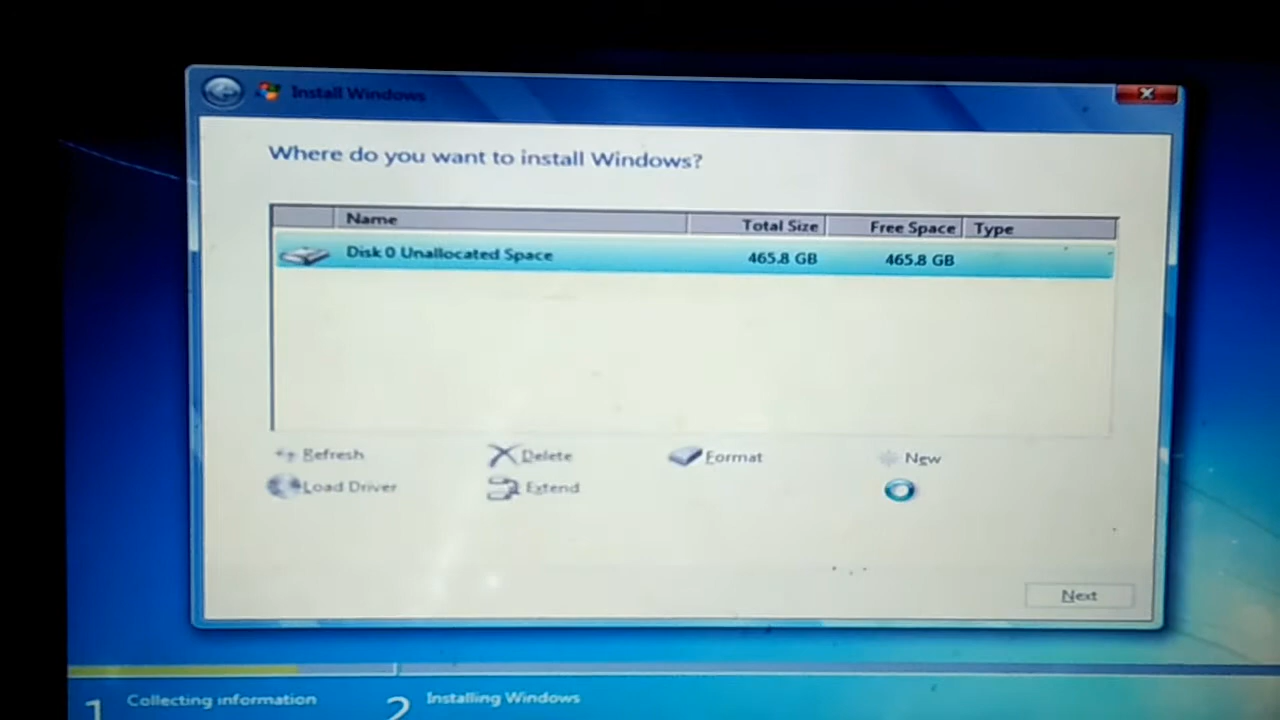 Install Windows
Where do you want to install Windows?
Name Total Size Free Space Type
Disk 0 Unallocated Space 465.8 GB 465.8 GB
Refresh Delete Format New
Load Driver Extend
Next
1 Collecting information 2 Installing Windows